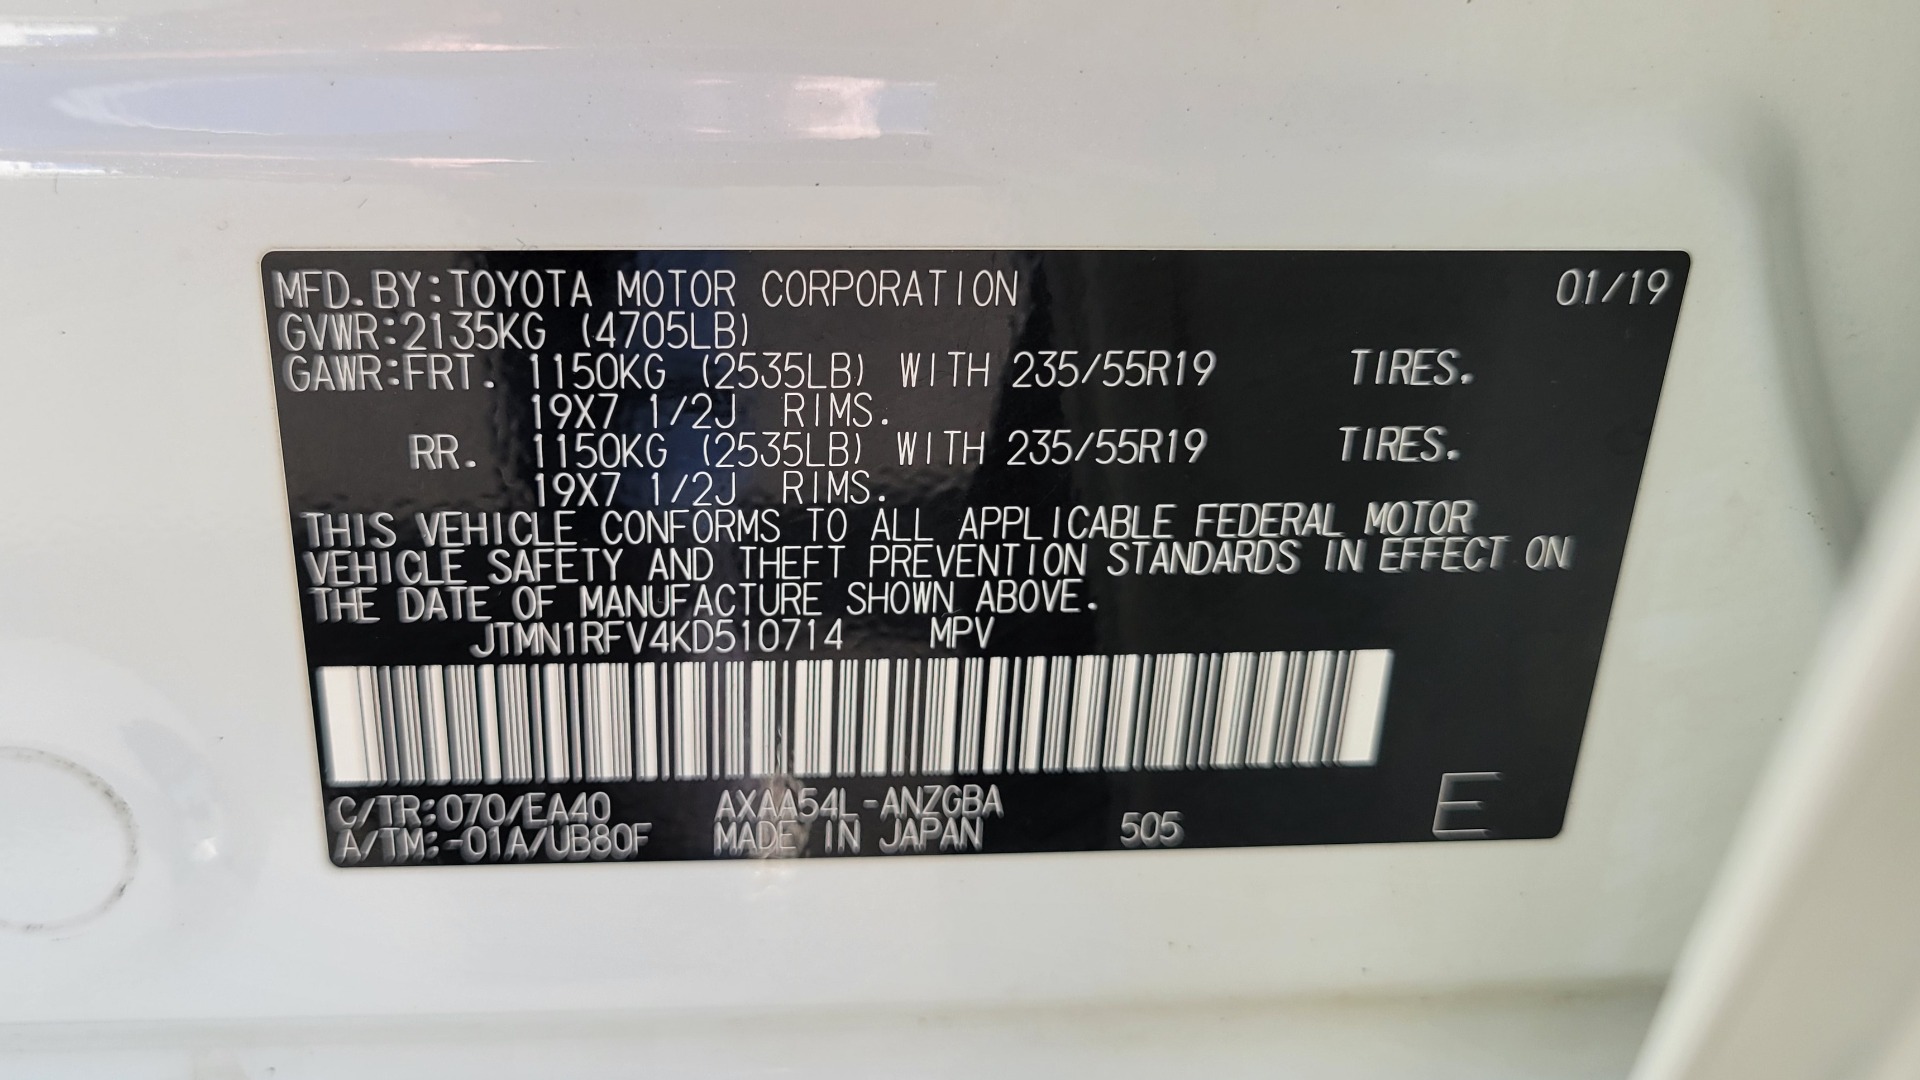 MFD. BY:TOYOTA MOTOR CORPORATION 01/19
GVWR:2135KG (4705LB)
GAWR:FRT. 1150KG (2535LB) WITH 235/55R19 TIRES.
19X7 1/2J RIMS.
RR. 1150KG (2535LB) WITH 235/55R19 TIRES.
19X7 1/2J RIMS.
THIS VEHICLE CONFORMS TO ALL APPLICABLE FEDERAL MOTOR
VEHICLE SAFETY AND THEFT PREVENTION STANDARDS IN EFFECT ON
THE DATE OF MANUFACTURE SHOWN ABOVE.
JTMN1RFV4KD510714 MPV
C/TR:070/EA40 AXAA54L-ANZGBA E
A/TM:-01A/UB80F MADE IN JAPAN 505